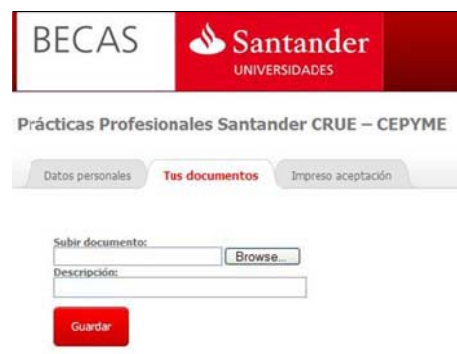 BECAS
Santander
UNIVERSIDADES
Prácticas Profesionales Santander CRUE – CEPYME
Datos personales
Tus documentos
Impreso aceptación
Subir documento:
Browse...
Descripción:
Guardar